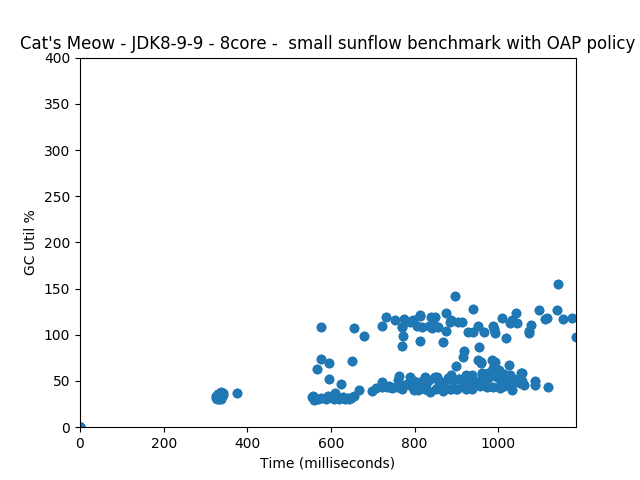 Cat's Meow - JDK8-9-9 - 8core -  small sunflow benchmark with OAP policy
400
350
300
250
200
150
100
50
0
GC Util %
0 200 400 600 800 1000
Time (milliseconds)